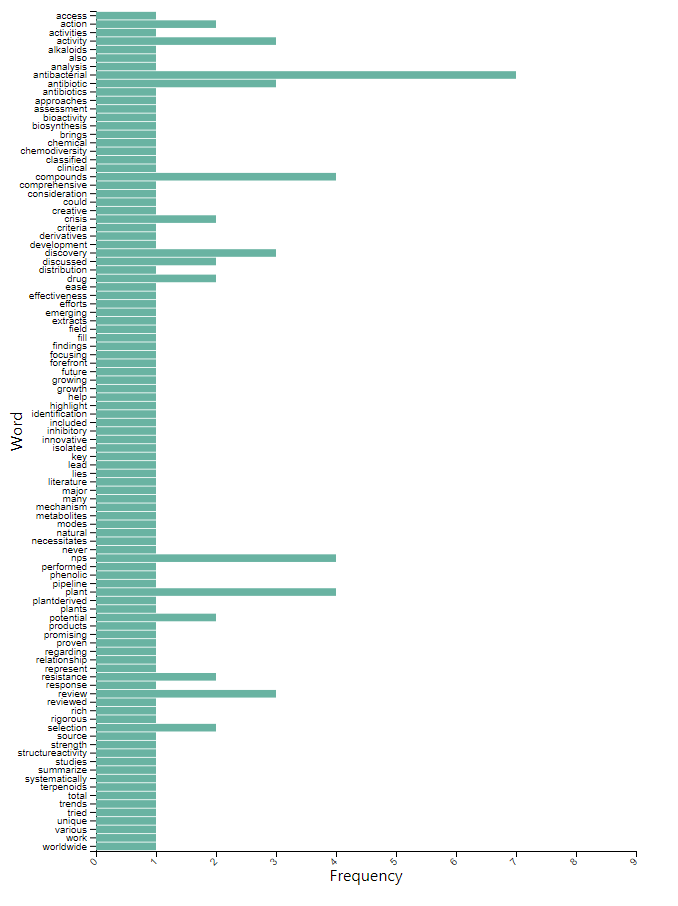 access
action
activities
activity
alkaloids
also
analysis
antibacterial
antibiotic
antibiotics
approaches
assessment
bioactivity
biosynthesis
brings
chemical
chemodiversity
classified
clinical
compounds
comprehensive
consideration
could
creative
crisis
criteria
derivatives
development
discovery
discussed
distribution
drug
ease
effectiveness
efforts
emerging
extracts
field
fill
findings
focusing
forefront
future
growing
growth
help
highlight
identification
included
inhibitory
innovative
isolated
key
lead
lies
literature
major
many
mechanism
metabolites
modes
natural
necessitates
never
nps
performed
phenolic
pipeline
plant
plantderived
plants
potential
products
promising
proven
regarding
relationship
represent
resistance
response
review
reviewed
rich
rigorous
selection
source
strength
structureactivity
studies
summarize
systematically
terpenoids
total
trends
tried
unique
various
work
worldwide
Word
0 1 2 3 4 5 6 7 8 9
Frequency